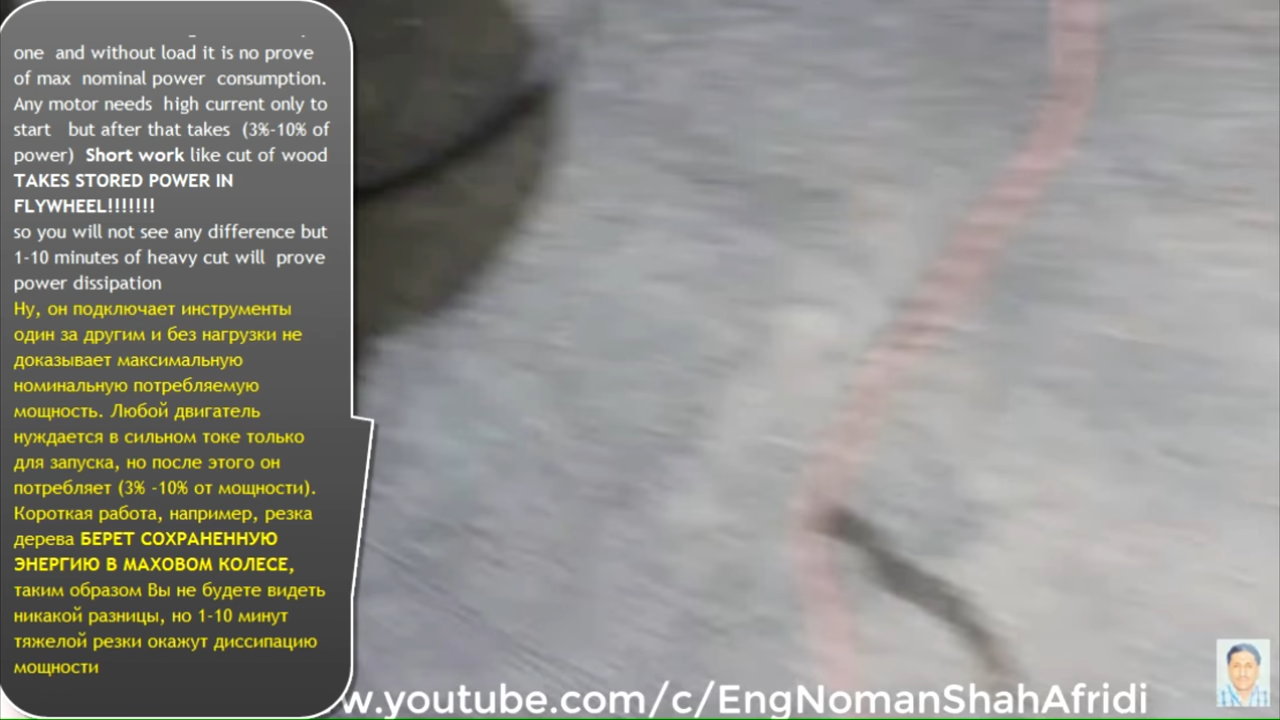 one and without load it is no prove
of max nominal power consumption.
Any motor needs high current only to
start but after that takes (3%-10% of
power) Short work like cut of wood
TAKES STORED POWER IN
FLYWHEEL!!!!!!!
so you will not see any difference but
1-10 minutes of heavy cut will prove
power dissipation
Ну, он подключает инструменты
один за другим и без нагрузки не
доказывает максимальную
номинальную потребляемую
мощность. Любой двигатель
нуждается в сильном токе только
для запуска, но после этого он
потребляет (3% -10% от мощности).
Короткая работа, например, резка
дерева БЕРЕТ СОХРАНЕННУЮ
ЭНЕРГИЮ В МАХОВОМ КОЛЕСЕ,
таким образом Вы не будете видеть
никакой разницы, но 1-10 минут
тяжелой резки окажут диссипацию
мощности
w.youtube.com/c/EngNomanShahAfridi